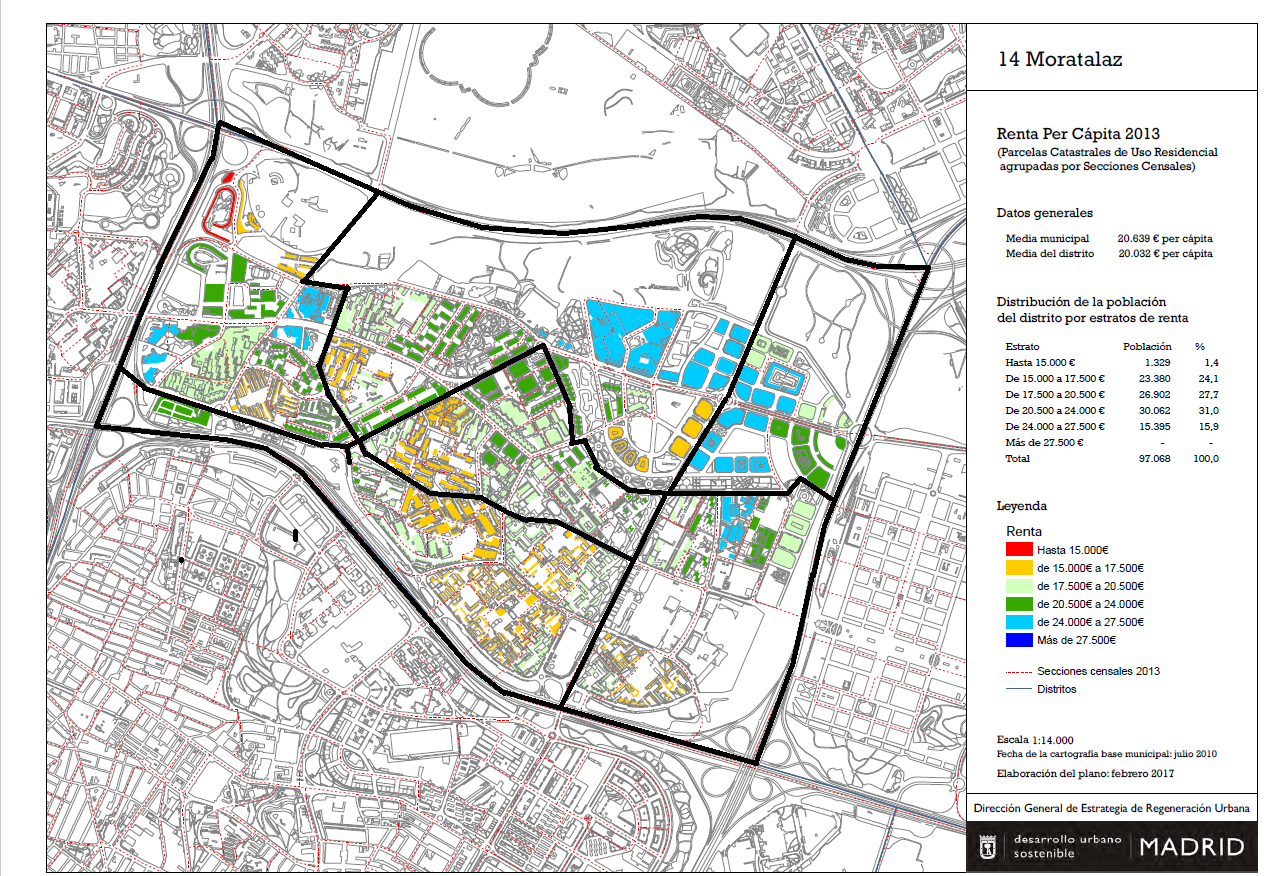 14 Moratalaz
Renta Per Cápita 2013
(Parcelas Catastrales de Uso Residencial
agrupadas por Secciones Censales)
Datos generales
Media municipal 20.639 € per cápita
Media del distrito 20.032 € per cápita
Distribución de la población
del distrito por estratos de renta
Estrato Población %
Hasta 15.000 € 1.329 1,4
De 15.000 a 17.500 € 23.380 24,1
De 17.500 a 20.500 € 26.902 27,7
De 20.500 a 24.000 € 30.062 31,0
De 24.000 a 27.500 € 15.395 15,9
Más de 27.500 € - -
Total 97.068 100,0
Leyenda
Renta
Hasta 15.000€
de 15.000€ a 17.500€
de 17.500€ a 20.500€
de 20.500€ a 24.000€
de 24.000€ a 27.500€
Más de 27.500€
Secciones censales 2013
Distritos
Escala 1:14.000
Fecha de la cartografía base municipal: julio 2010
Elaboración del plano: febrero 2017
Dirección General de Estrategia de Regeneración Urbana
desarrollo urbano
sostenible
MADRID